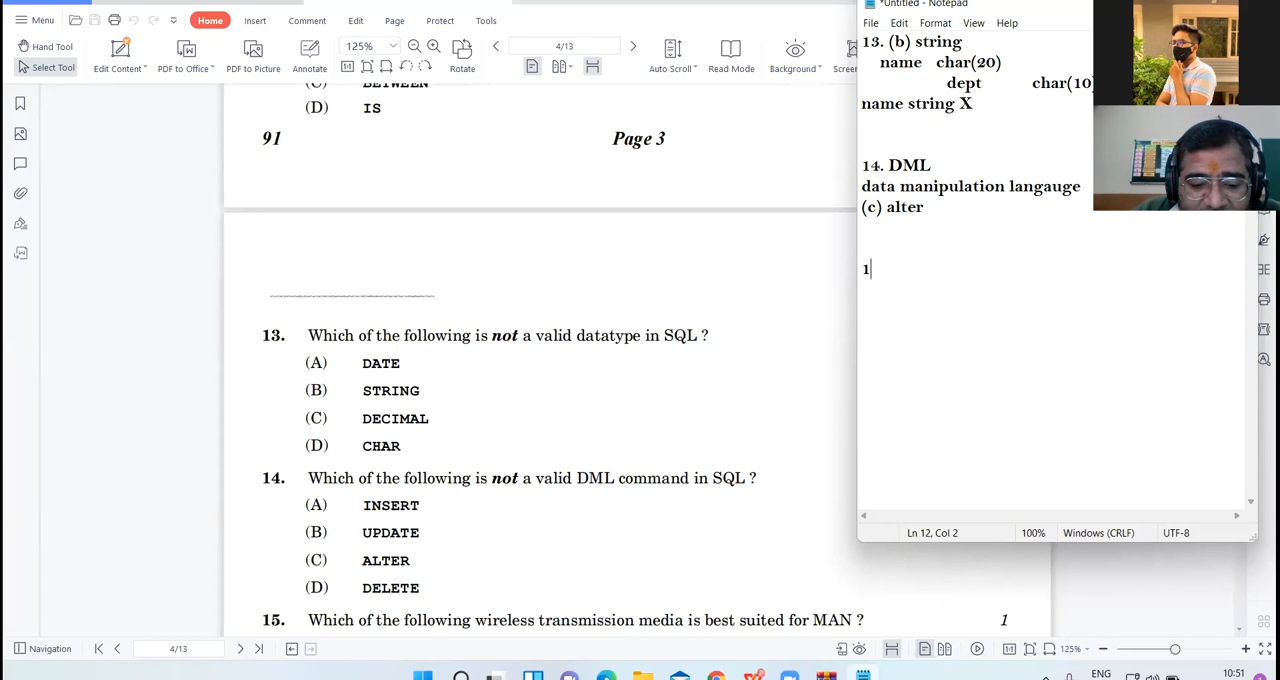 Menu
Home
Insert
Comment
Edit
Page
Protect
Tools
Hand Tool
Select Tool
Edit Content
PDF to Office
PDF to Picture
Annotate
125%
Rotate
4/13
Auto Scroll
Read Mode
Background
Screen
BETWEEN
(D) IS
91 Page 3
13. Which of the following is not a valid datatype in SQL ?
(A) DATE
(B) STRING
(C) DECIMAL
(D) CHAR
14. Which of the following is not a valid DML command in SQL ?
(A) INSERT
(B) UPDATE
(C) ALTER
(D) DELETE
15. Which of the following wireless transmission media is best suited for MAN ? 1
*Untitled - Notepad
File Edit Format View Help
13. (b) string
name char(20)
dept char(10)
name string X
14. DML
data manipulation langauge
(c) alter
1
Ln 12, Col 2
100%
Windows (CRLF)
UTF-8
Navigation
4/13
125%
ENG
10:51